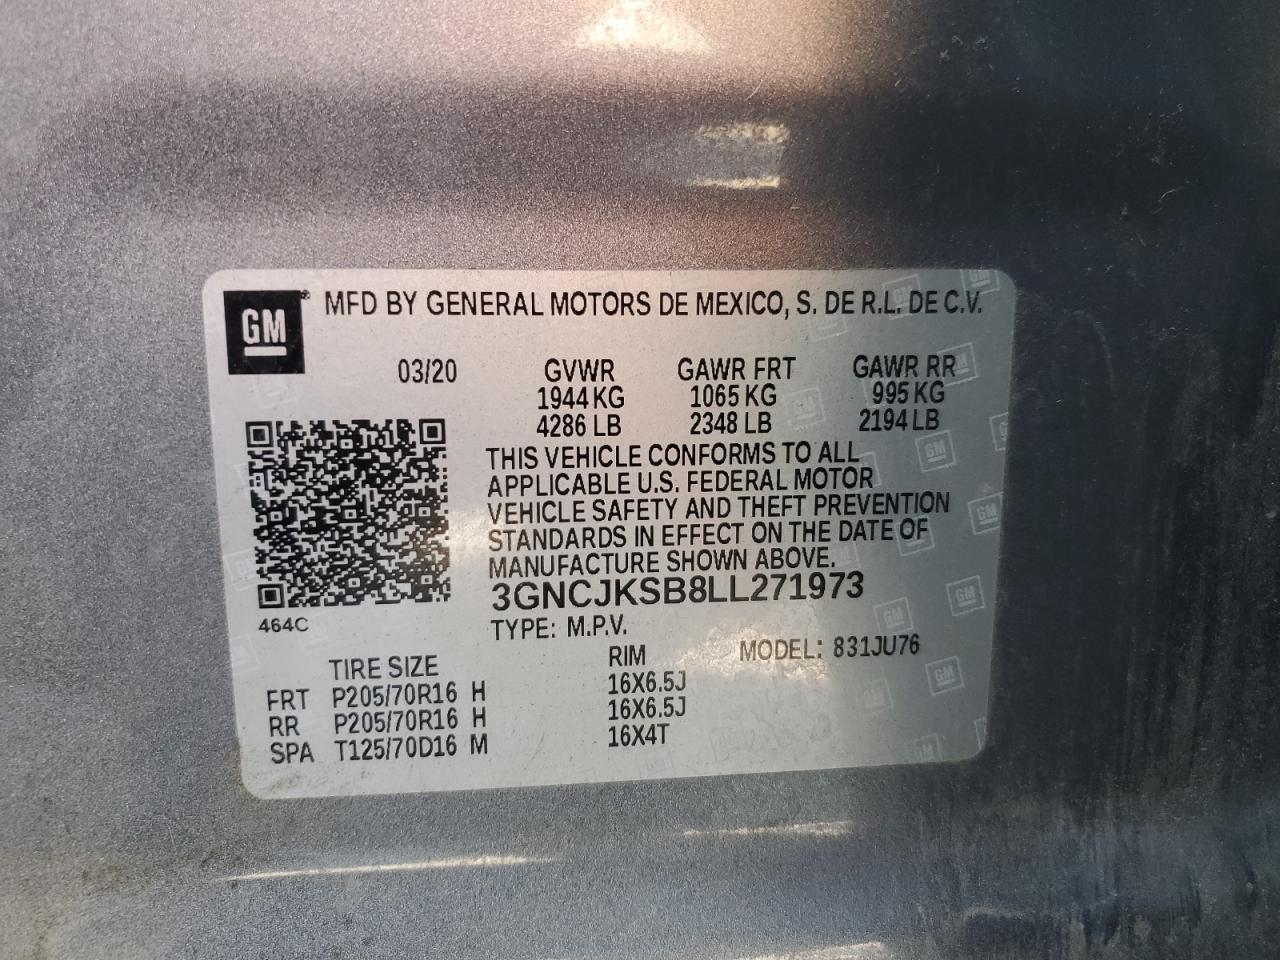 GM
MFD BY GENERAL MOTORS DE MEXICO, S. DE R.L. DE C.V.
03/20 GVWR GAWR FRT GAWR RR
1944 KG 1065 KG 995 KG
4286 LB 2348 LB 2194 LB
THIS VEHICLE CONFORMS TO ALL
APPLICABLE U.S. FEDERAL MOTOR
VEHICLE SAFETY AND THEFT PREVENTION
STANDARDS IN EFFECT ON THE DATE OF
MANUFACTURE SHOWN ABOVE.
3GNCJKSB8LL271973
464C
TYPE: M.P.V. MODEL: 831JU76
TIRE SIZE RIM
FRT P205/70R16 H 16X6.5J
RR P205/70R16 H 16X6.5J
SPA T125/70D16 M 16X4T